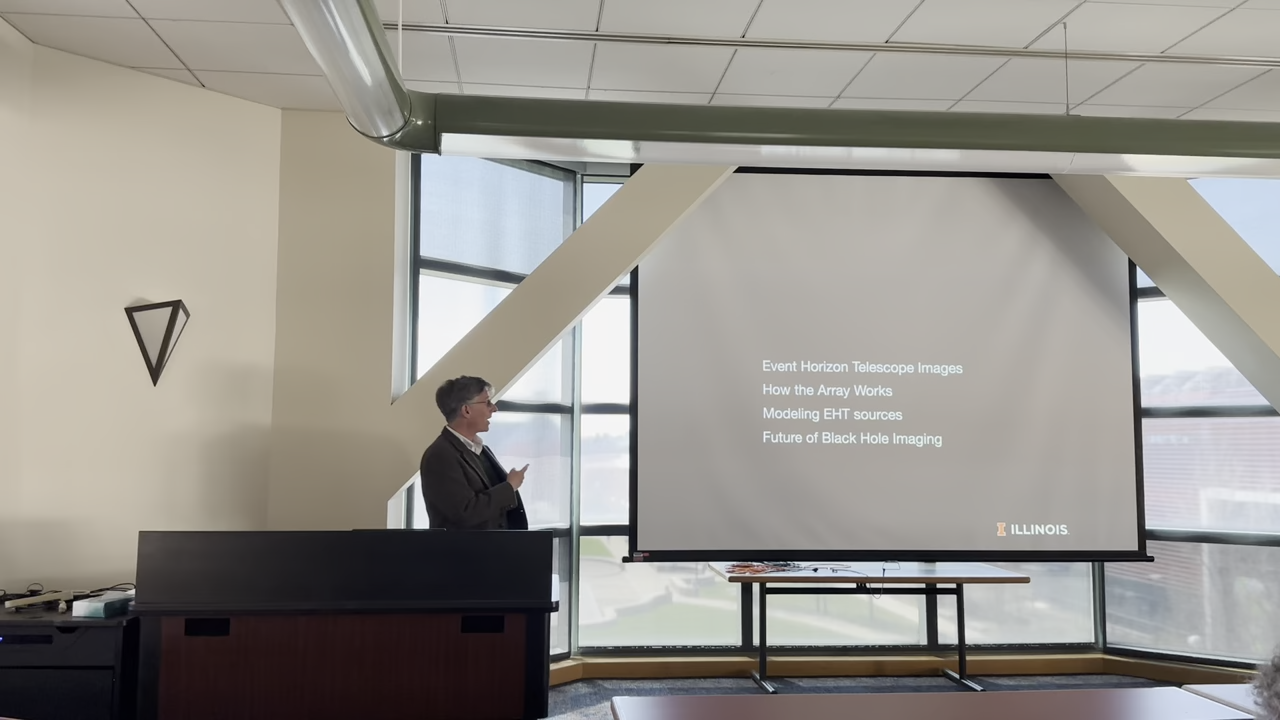 Event Horizon Telescope Images
How the Array Works
Modeling EHT sources
Future of Black Hole Imaging
I ILLINOIS